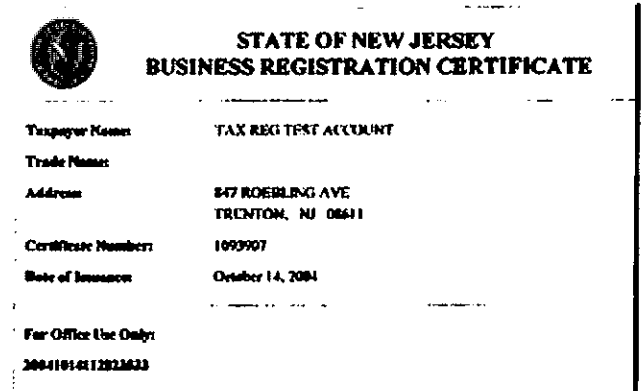 STATE OF NEW JERSEY
BUSINESS REGISTRATION CERTIFICATE
Taxpayer Name: TAX REG TEST ACCOUNT
Trade Name:
Address: 847 ROEBLING AVE
TRENTON, NJ 08611
Certificate Number: 1093907
Date of Issuance: October 14, 2004
For Office Use Only: